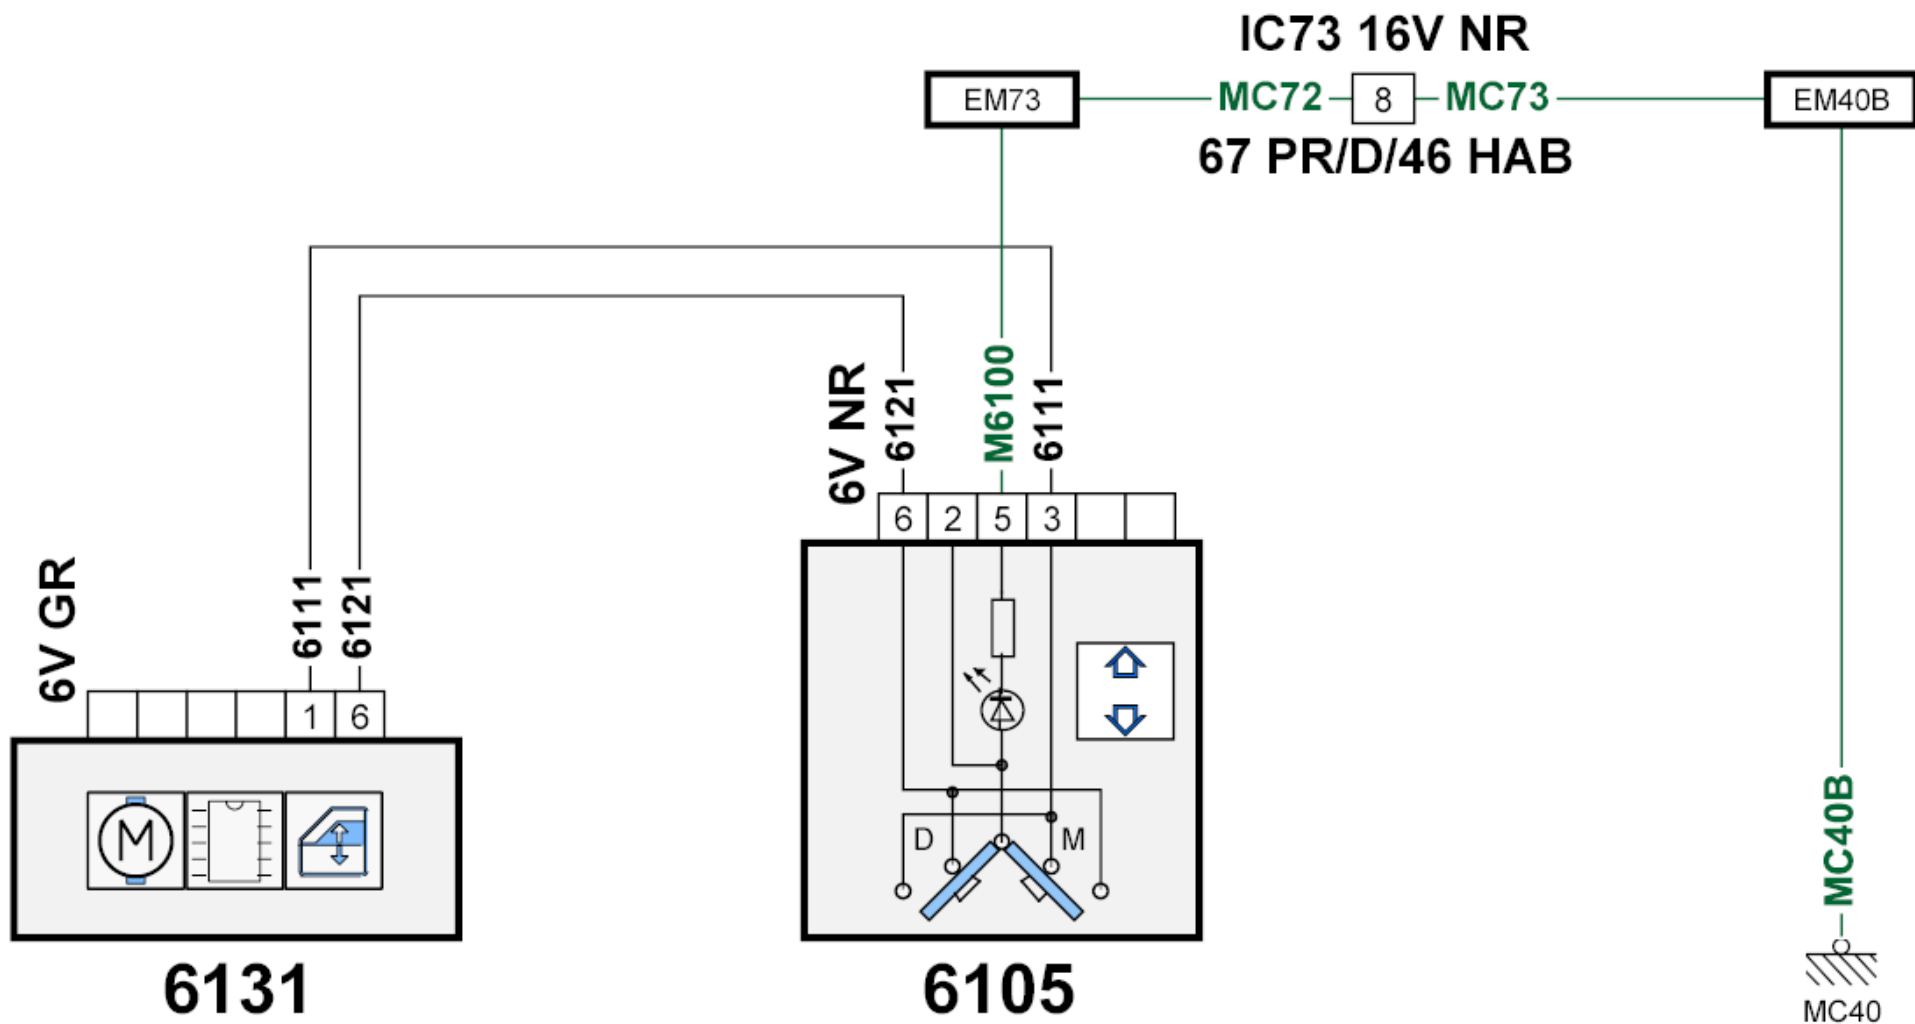 IC73 16V NR
EM73
MC72
8
MC73
EM40B
67 PR/D/46 HAB
6V NR
6121
M6100
6111
6
2
5
3
6V GR
6111
6121
1
6
D
M
M
MC40B
6131
6105
MC40